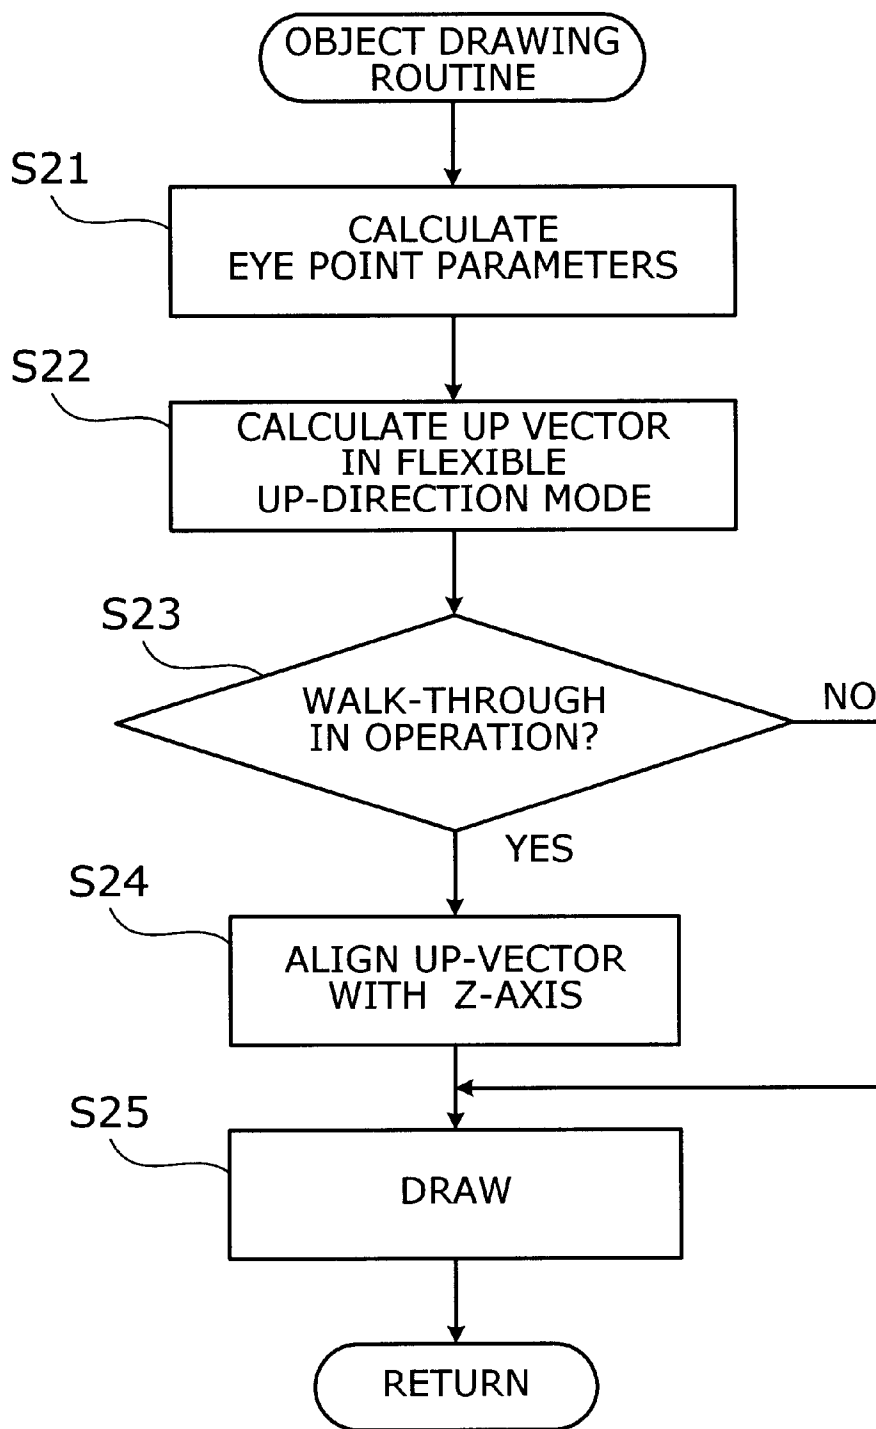 OBJECT DRAWING
ROUTINE
S21
CALCULATE
EYE POINT PARAMETERS
S22
CALCULATE UP VECTOR
IN FLEXIBLE
UP-DIRECTION MODE
S23
WALK-THROUGH
IN OPERATION?
NO
YES
S24
ALIGN UP-VECTOR
WITH Z-AXIS
S25
DRAW
RETURN